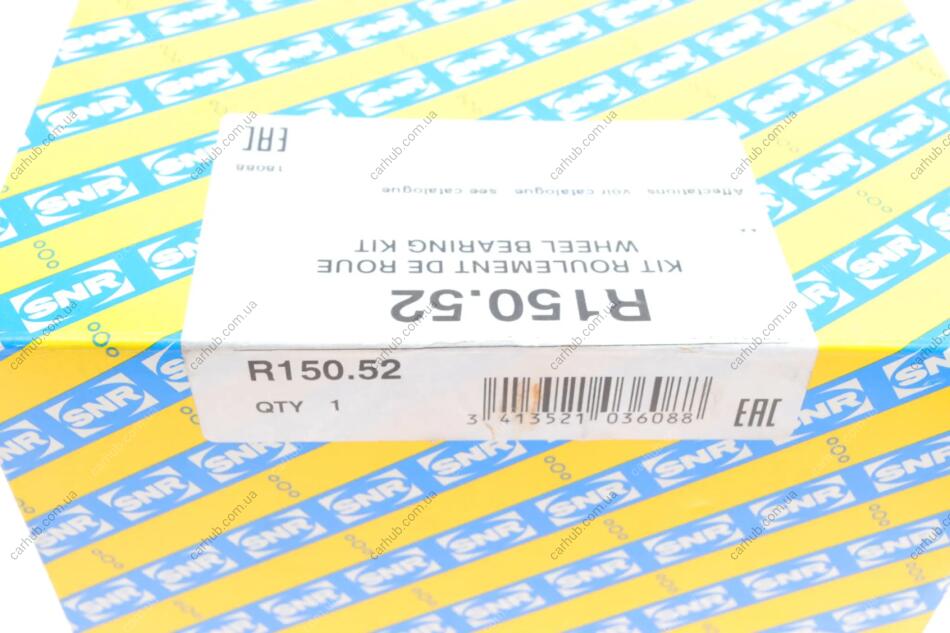 R150.52
KIT ROULEMENT DE ROUE
WHEEL BEARING KIT
Affectations voir catalogue see catalogue
18088
EAC
R150.52
QTY 1
3 413521 036088
EAC
SNR
carhub.com.ua